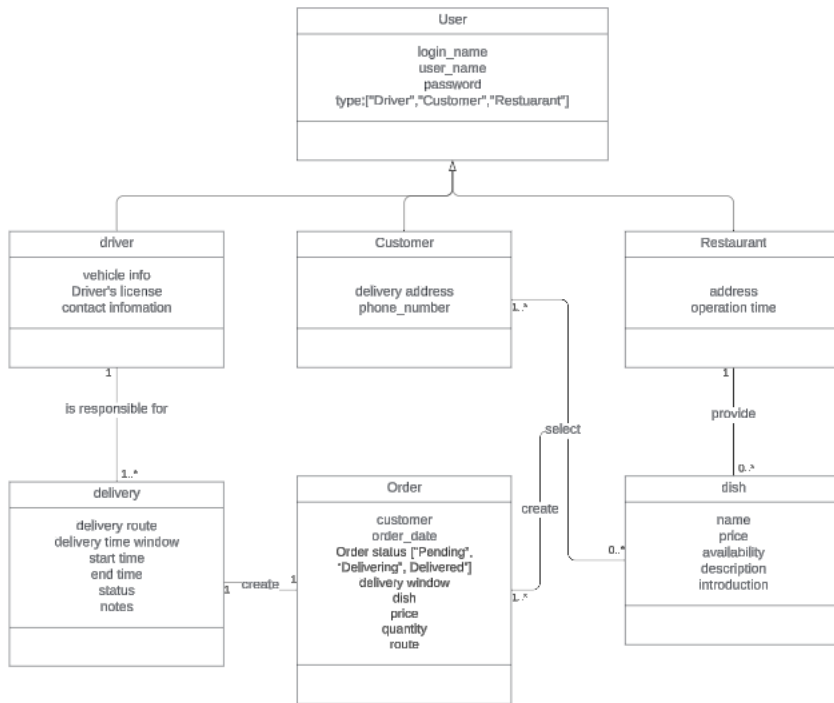 User
login_name
user_name
password
type:["Driver","Customer","Restuarant"]
driver
vehicle info
Driver's license
contact infomation
Customer
delivery address
phone_number
Restaurant
address
operation time
1..*
1
1
is responsible for
provide
select
1..*
0..*
delivery
delivery route
delivery time window
start time
end time
status
notes
Order
customer
order_date
Order status ["Pending",
"Delivering", Delivered"]
delivery window
dish
price
quantity
route
create
dish
name
price
availability
description
introduction
0..*
1
create
1
1..*